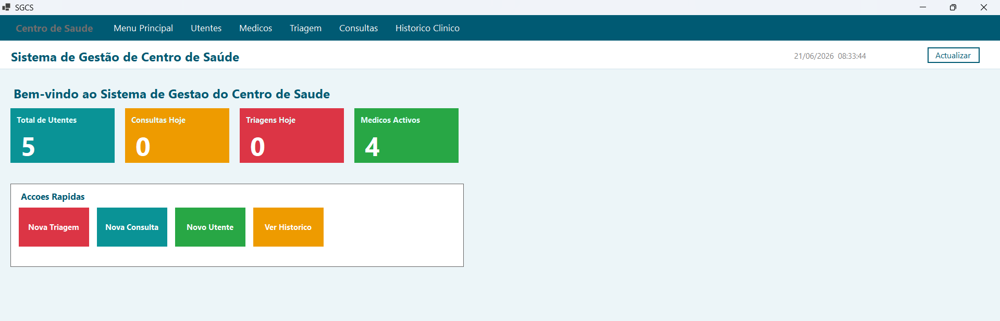 SGCS
Centro de Saude Menu Principal Utentes Medicos Triagem Consultas Historico Clinico
Sistema de Gestão de Centro de Saúde 21/06/2026 08:33:44 Actualizar
Bem-vindo ao Sistema de Gestao do Centro de Saude
Total de Utentes Consultas Hoje Triagens Hoje Medicos Activos
5 0 0 4
Accoes Rapidas
Nova Triagem Nova Consulta Novo Utente Ver Historico